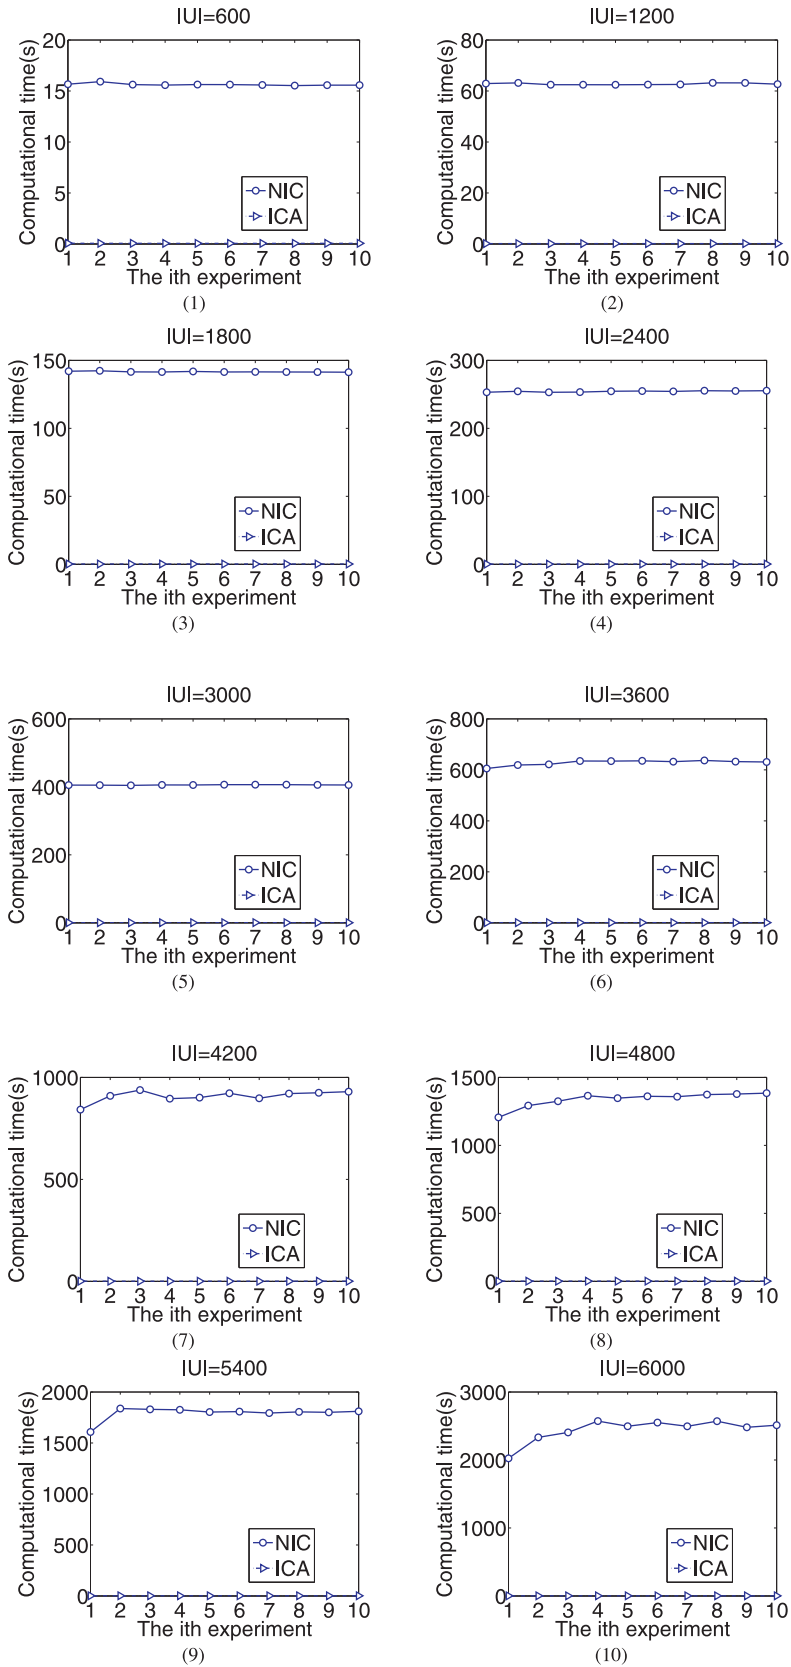 |U|=600
Computational time(s)
20
15
10
5
0
NIC
ICA
1 2 3 4 5 6 7 8 9 10
The ith experiment
(1)
|U|=1200
Computational time(s)
80
60
40
20
0
NIC
ICA
1 2 3 4 5 6 7 8 9 10
The ith experiment
(2)
|U|=1800
Computational time(s)
150
100
50
0
NIC
ICA
1 2 3 4 5 6 7 8 9 10
The ith experiment
(3)
|U|=2400
Computational time(s)
300
200
100
0
NIC
ICA
1 2 3 4 5 6 7 8 9 10
The ith experiment
(4)
|U|=3000
Computational time(s)
600
400
200
0
NIC
ICA
1 2 3 4 5 6 7 8 9 10
The ith experiment
(5)
|U|=3600
Computational time(s)
800
600
400
200
0
NIC
ICA
1 2 3 4 5 6 7 8 9 10
The ith experiment
(6)
|U|=4200
Computational time(s)
1000
500
0
NIC
ICA
1 2 3 4 5 6 7 8 9 10
The ith experiment
(7)
|U|=4800
Computational time(s)
1500
1000
500
0
NIC
ICA
1 2 3 4 5 6 7 8 9 10
The ith experiment
(8)
|U|=5400
Computational time(s)
2000
1500
1000
500
0
NIC
ICA
1 2 3 4 5 6 7 8 9 10
The ith experiment
(9)
|U|=6000
Computational time(s)
3000
2000
1000
0
NIC
ICA
1 2 3 4 5 6 7 8 9 10
The ith experiment
(10)